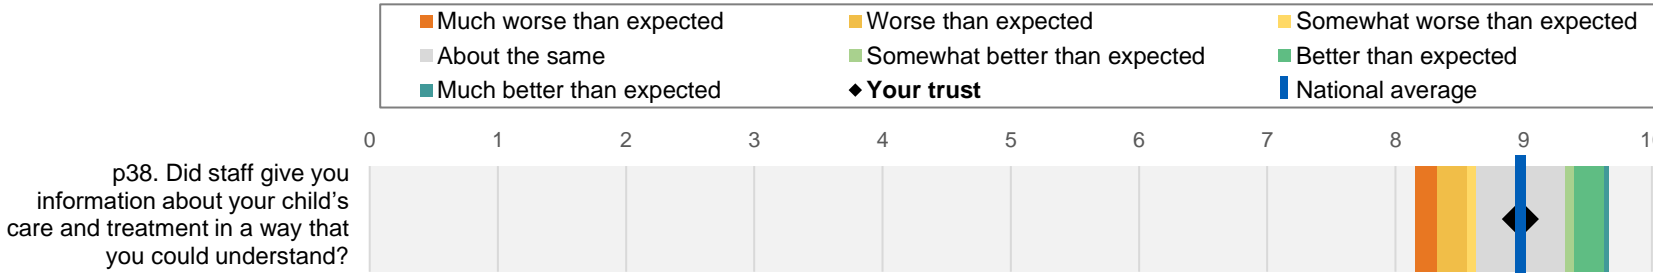 Much worse than expected Worse than expected Somewhat worse than expected
About the same Somewhat better than expected Better than expected
Much better than expected Your trust National average
0 1 2 3 4 5 6 7 8 9 1
p38. Did staff give you
information about your child’s
care and treatment in a way that
you could understand?